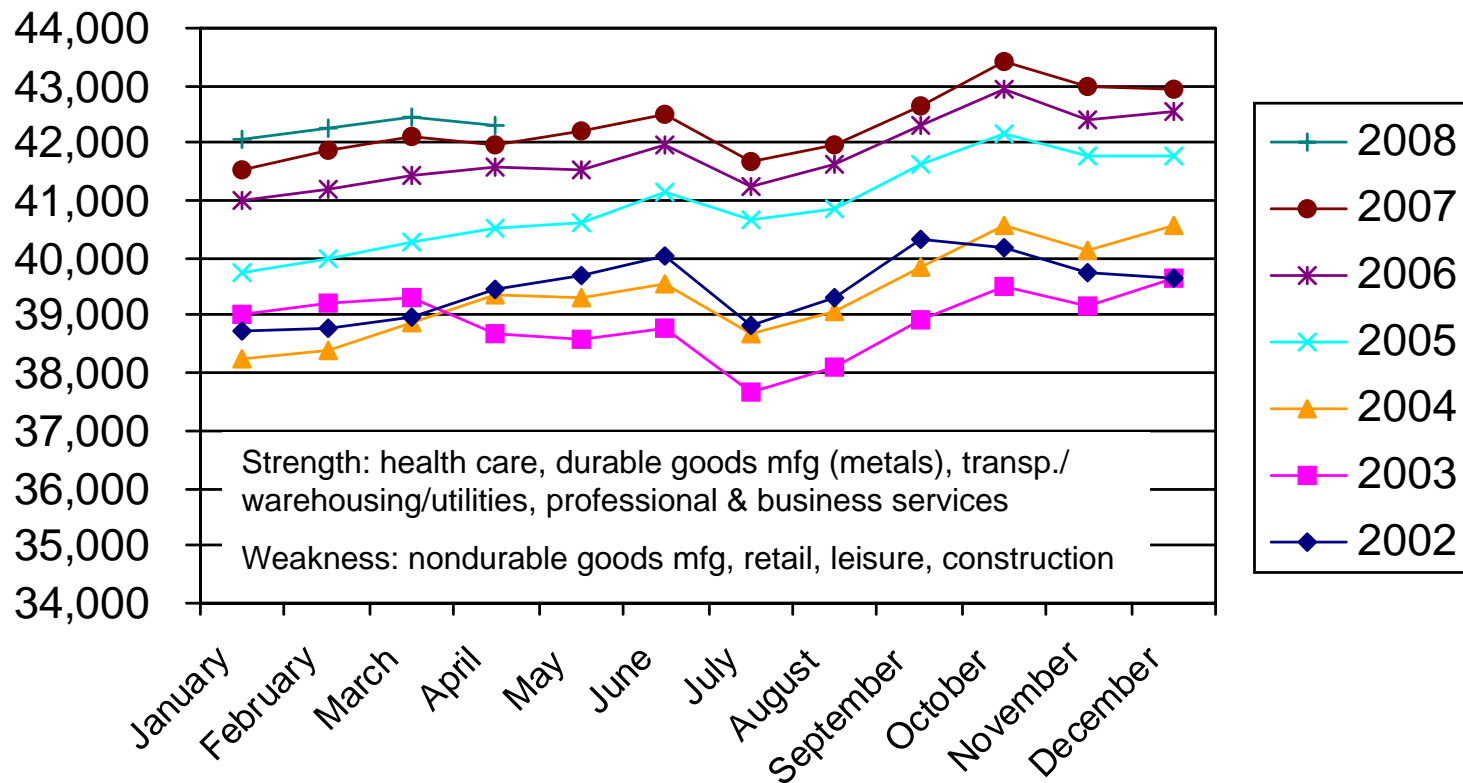 44,000
43,000
42,000
41,000
40,000
39,000
38,000
37,000
36,000
35,000
34,000
Strength: health care, durable goods mfg (metals), transp./
warehousing/utilities, professional & business services
Weakness: nondurable goods mfg, retail, leisure, construction
January
February
March
April
May
June
July
August
September
October
November
December
2008
2007
2006
2005
2004
2003
2002